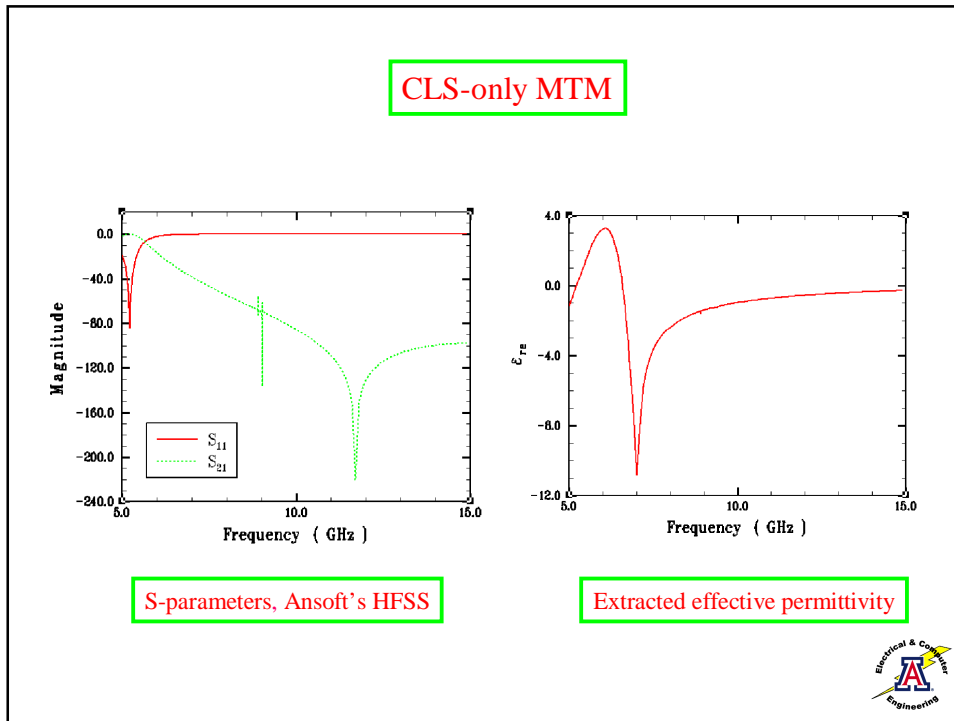 CLS-only MTM
0.0
-40.0
-80.0
-120.0
-160.0
-200.0
-240.0
Magnitude
S11
S21
5.0 10.0 15.0
Frequency ( GHz )
4.0
0.0
-4.0
-8.0
-12.0
εre
5.0 10.0 15.0
Frequency ( GHz )
S-parameters, Ansoft's HFSS
Extracted effective permittivity
Electrical & Computer
A
Engineering